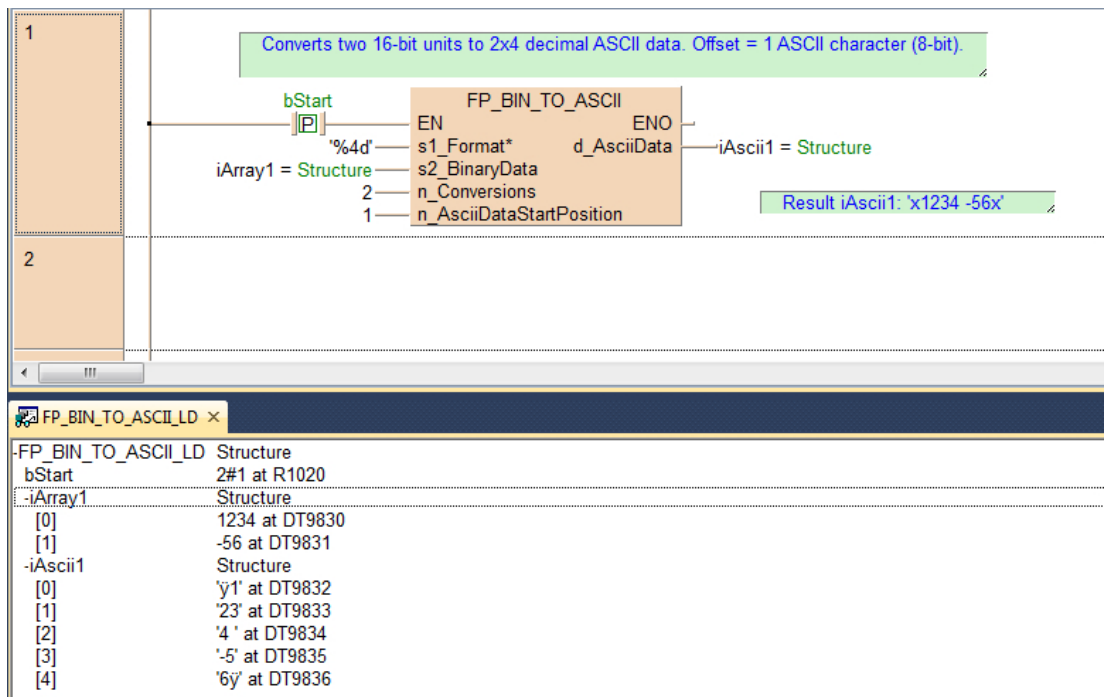 1
Converts two 16-bit units to 2x4 decimal ASCII data. Offset = 1 ASCII character (8-bit).
bStart
FP_BIN_TO_ASCII
P
EN ENO
'%4d' s1_Format* d_AsciiData iAscii1 = Structure
iArray1 = Structure s2_BinaryData
2 n_Conversions
Result iAscii1: 'x1234 -56x'
1 n_AsciiDataStartPosition
2
FP_BIN_TO_ASCII_LD
-FP_BIN_TO_ASCII_LD Structure
bStart 2#1 at R1020
-iArray1 Structure
[0] 1234 at DT9830
[1] -56 at DT9831
-iAscii1 Structure
[0] 'ÿ1' at DT9832
[1] '23' at DT9833
[2] '4 ' at DT9834
[3] '-5' at DT9835
[4] '6ÿ' at DT9836